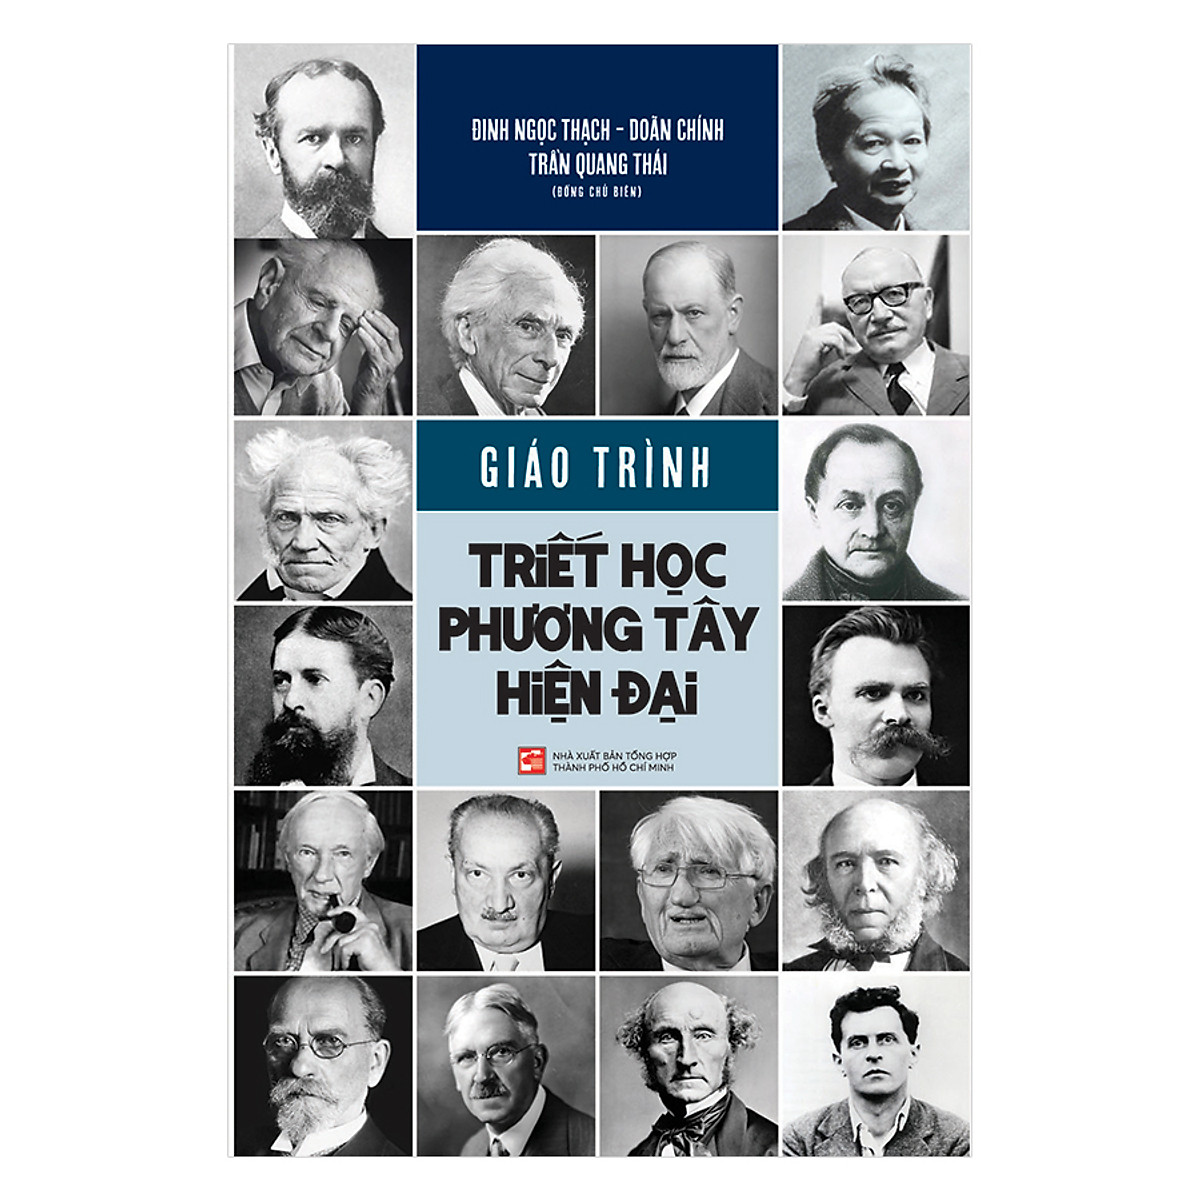 ĐINH NGỌC THẠCH - DOÃN CHÍNH
TRẦN QUANG THÁI
(ĐỒNG CHỦ BIÊN)
GIÁO TRÌNH
TRIẾT HỌC
PHƯƠNG TÂY
HIỆN ĐẠI
NHÀ XUẤT BẢN TỔNG HỢP
THÀNH PHỐ HỒ CHÍ MINH